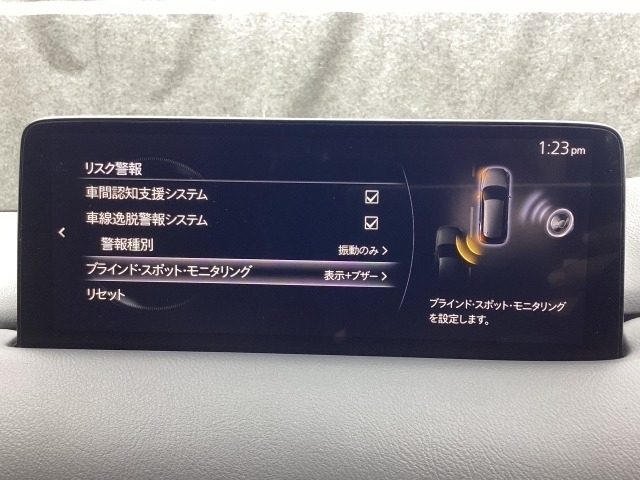 1:23 pm
リスク警報
車間認知支援システム
車線逸脱警報システム
警報種別 振動のみ
ブラインド・スポット・モニタリング 表示+ブザー
リセット
ブラインド・スポット・モニタリング
を設定します。